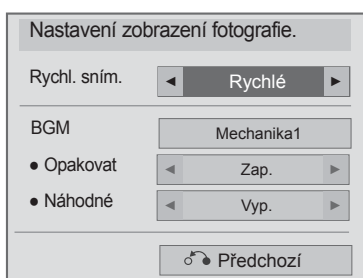 Nastavení zobrazení fotografie.
Rychl. sním. ◄ Rychlé ►
BGM Mechanika1
● Opakovat ◄ Zap. ►
● Náhodné ◄ Vyp. ►
Předchozí